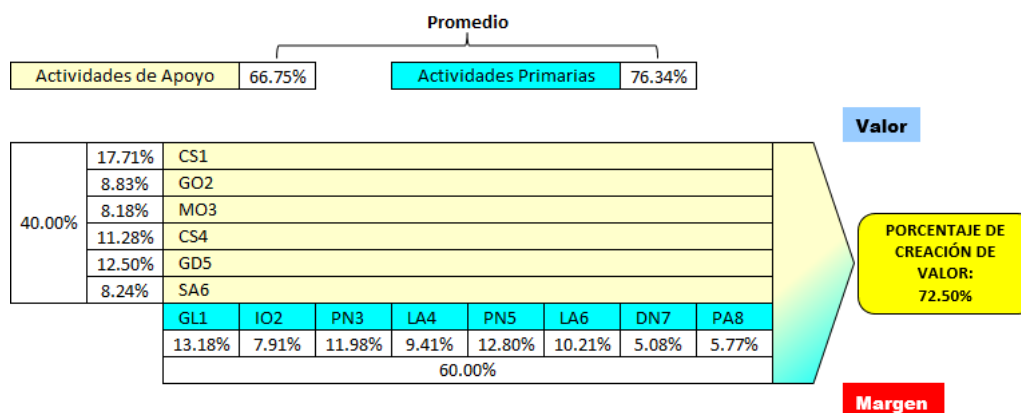 Promedio
Actividades de Apoyo 66.75% Actividades Primarias 76.34%
Valor
40.00%
17.71% CS1
8.83% GO2
8.18% MO3
11.28% CS4
12.50% GD5
8.24% SA6
PORCENTAJE DE
CREACIÓN DE
VALOR:
72.50%
GL1 IO2 PN3 LA4 PN5 LA6 DN7 PA8
13.18% 7.91% 11.98% 9.41% 12.80% 10.21% 5.08% 5.77%
60.00%
Margen